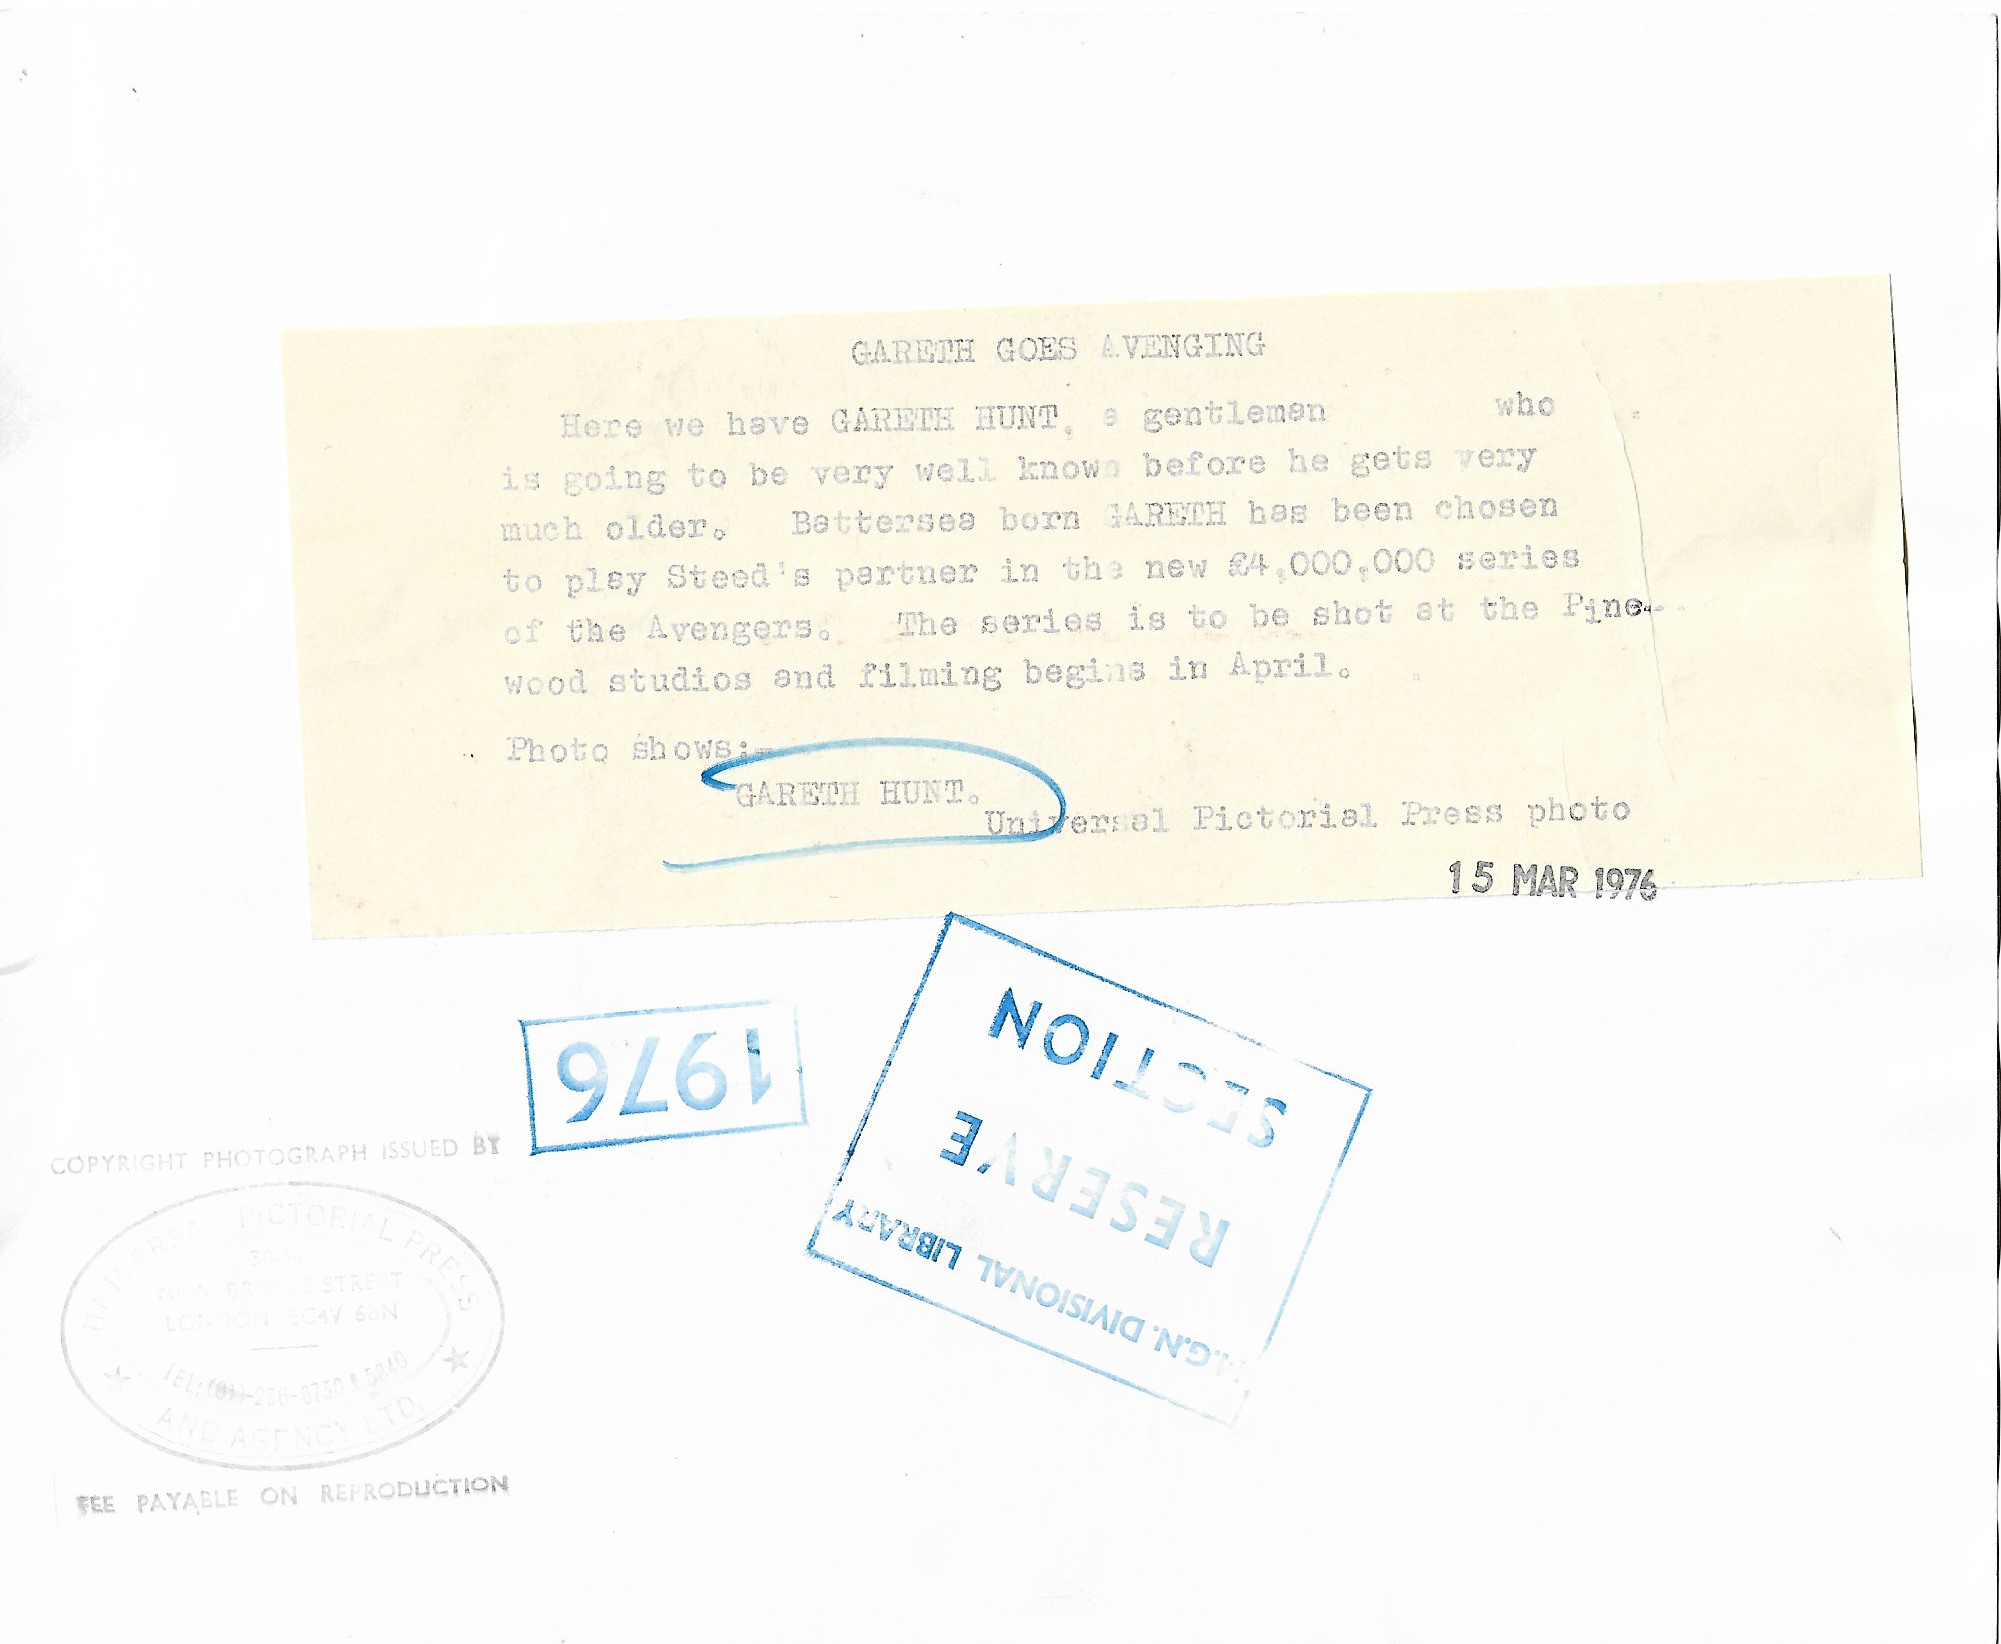 GARETH GOES AVENGING
Here we have GARETH HUNT, a gentleman who
is going to be very well known before he gets very
much older. Battersea born GARETH has been chosen
to play Steed's partner in the new £4,000,000 series
of the Avengers. The series is to be shot at the Pine-
wood studios and filming begins in April.
Photo shows:-
GARETH HUNT.
Universal Pictorial Press photo
15 MAR 1976
1976
SECTION
RESERVE
DIVISIONAL LIBRARY
COPYRIGHT PHOTOGRAPH ISSUED BY
UNIVERSAL PICTORIAL PRESS
NEW BRIDGE STREET
LONDON EC4V 6BN
TEL: (01)-236-6730 & 5840
AND AGENCY LTD.
FEE PAYABLE ON REPRODUCTION